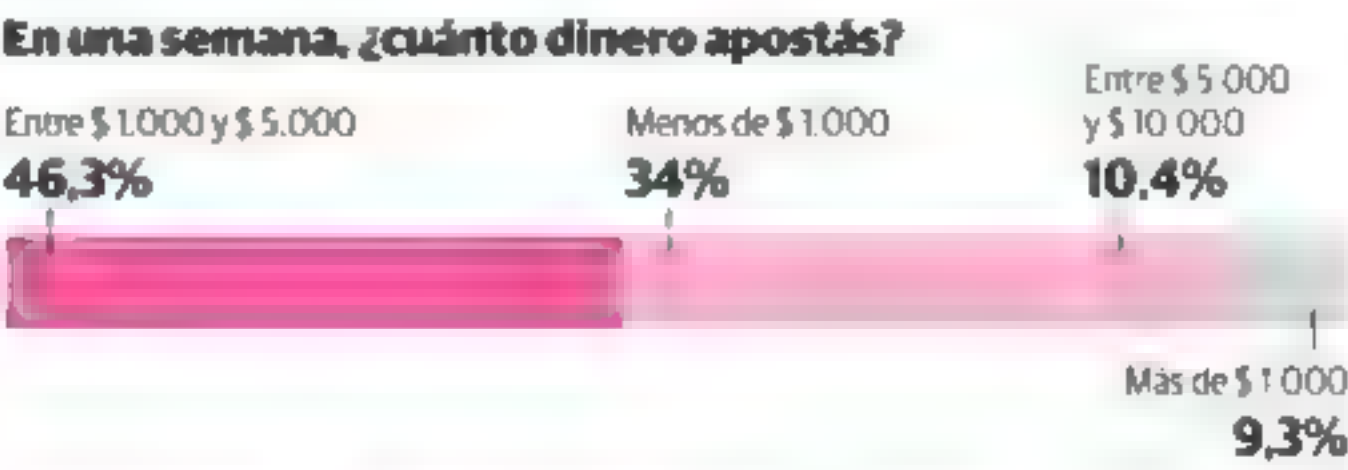 En una semana, ¿cuánto dinero apostás?
Entre $ 1.000 y $ 5.000
46,3%
Menos de $ 1.000
34%
Entre $ 5.000
y $ 10.000
10,4%
Más de $ 1 000
9,3%